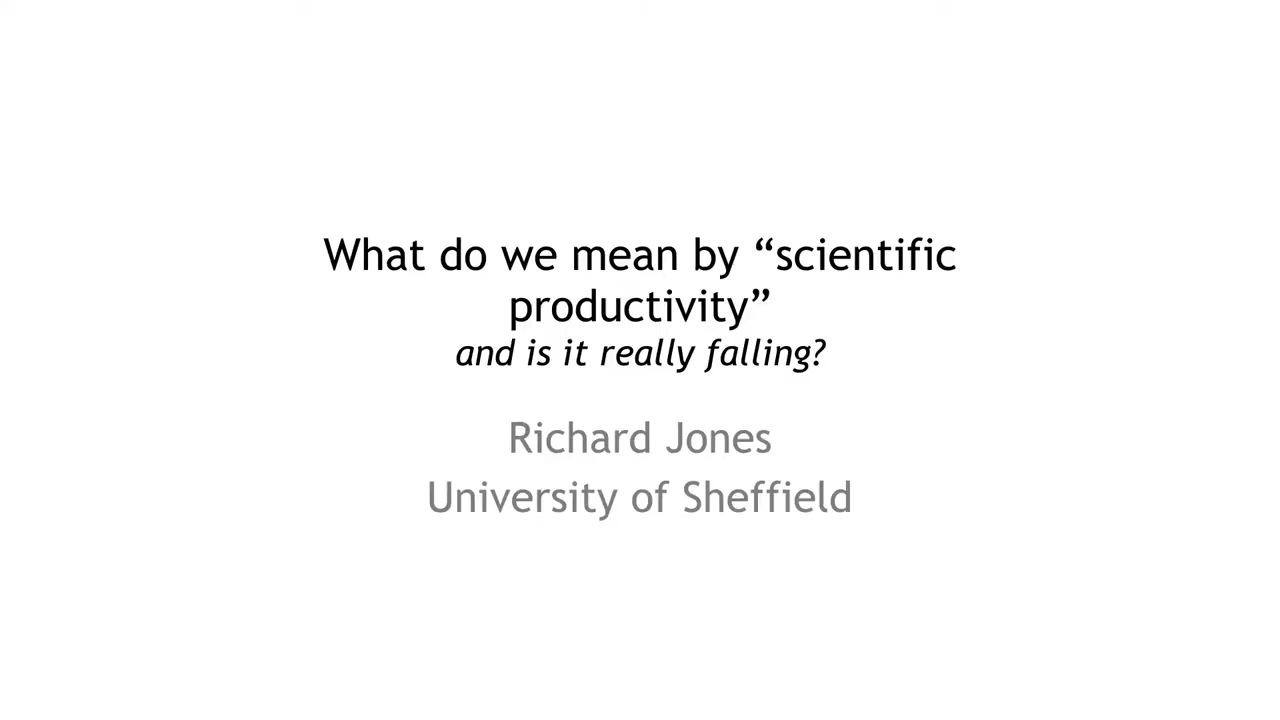 What do we mean by “scientific
productivity”
and is it really falling?
Richard Jones
University of Sheffield